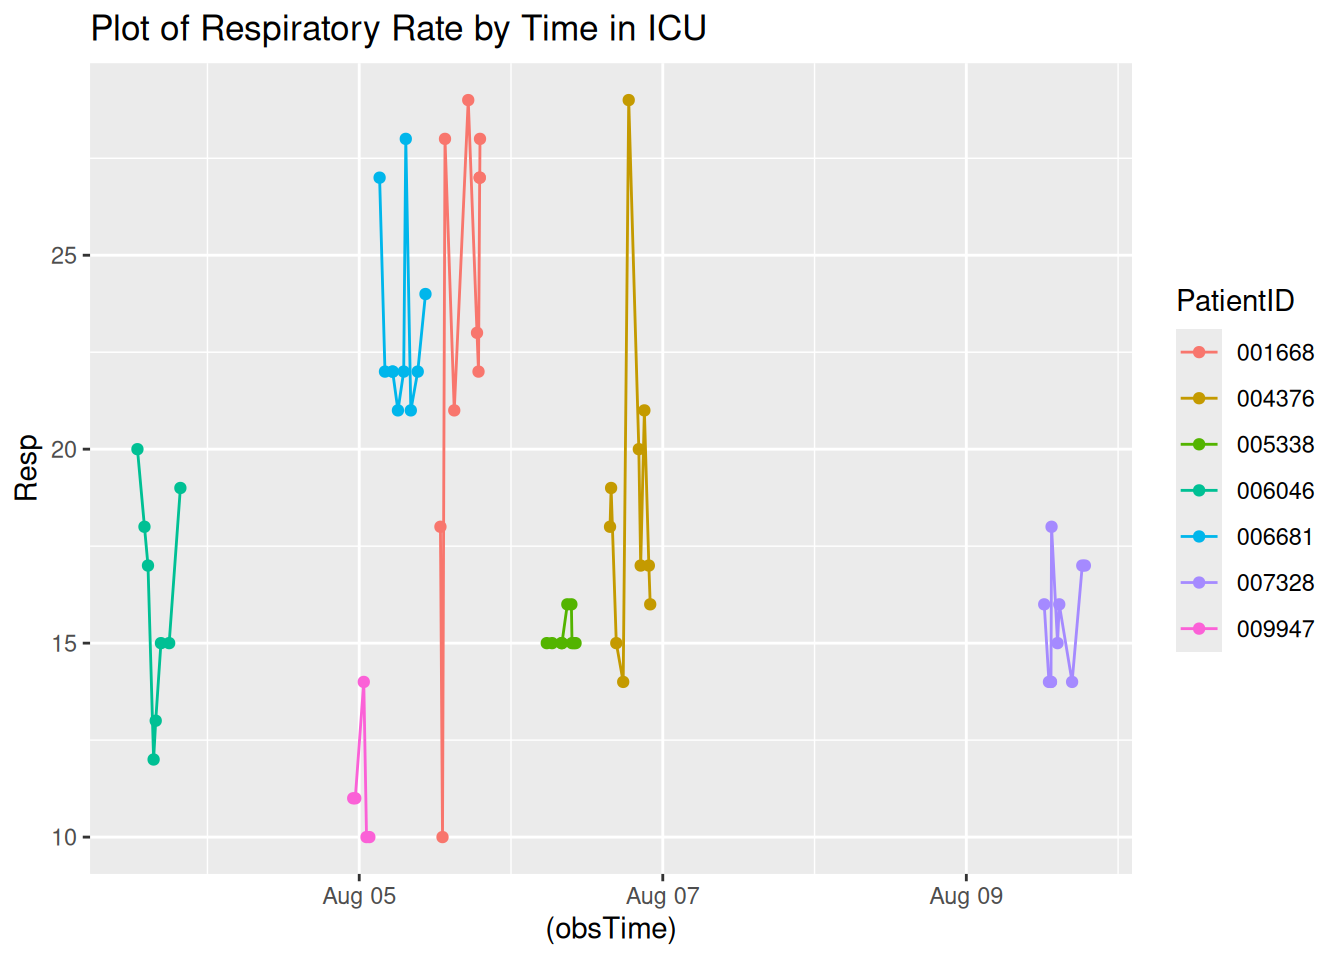 Plot of Respiratory Rate by Time in ICU
Resp
25
20
15
10
Aug 05
Aug 07
Aug 09
(obsTime)
PatientID
001668
004376
005338
006046
006681
007328
009947